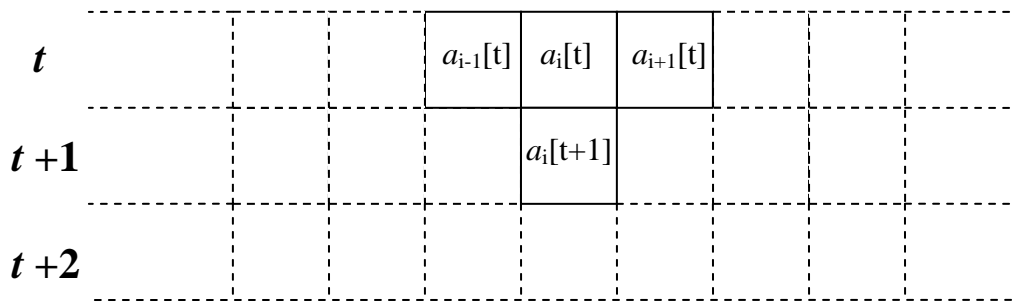 t a_{i-1}[t] a_i[t] a_{i+1}[t]
t +1 a_i[t+1]
t +2